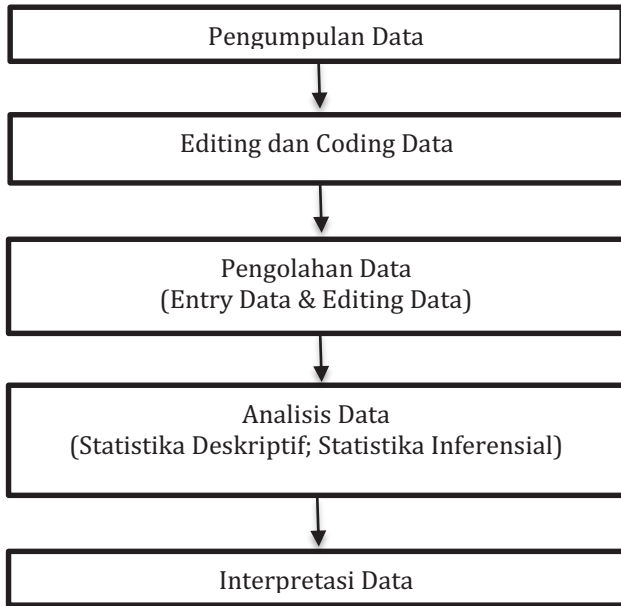 Pengumpulan Data
Editing dan Coding Data
Pengolahan Data
(Entry Data & Editing Data)
Analisis Data
(Statistika Deskriptif; Statistika Inferensial)
Interpretasi Data